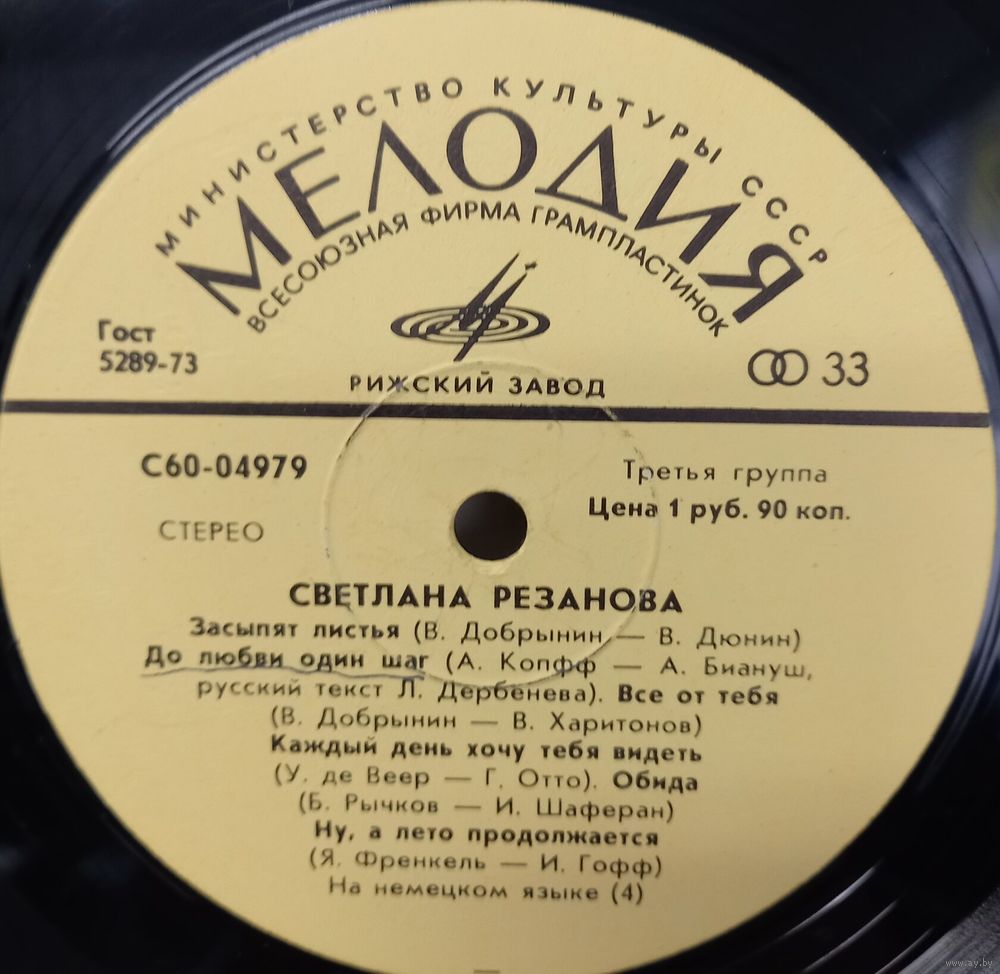 МИНИСТЕРСТВО КУЛЬТУРЫ СССР
МЕЛОДИЯ
ВСЕСОЮЗНАЯ ФИРМА ГРАМПЛАСТИНОК
Гост
5289-73
РИЖСКИЙ ЗАВОД
33
С60-04979
Третья группа
Цена 1 руб. 90 коп.
СТЕРЕО
СВЕТЛАНА РЕЗАНОВА
Засыпят листья (В. Добрынин — В. Дюнин)
До любви один шаг (А. Копфф — А. Биануш,
русский текст Л. Дербенева). Все от тебя
(В. Добрынин — В. Харитонов)
Каждый день хочу тебя видеть
(У. де Веер — Г. Отто). Обида
(Б. Рычков — И. Шаферан)
Ну, а лето продолжается
(Я. Френкель — И. Гофф)
На немецком языке (4)
www.ay.by